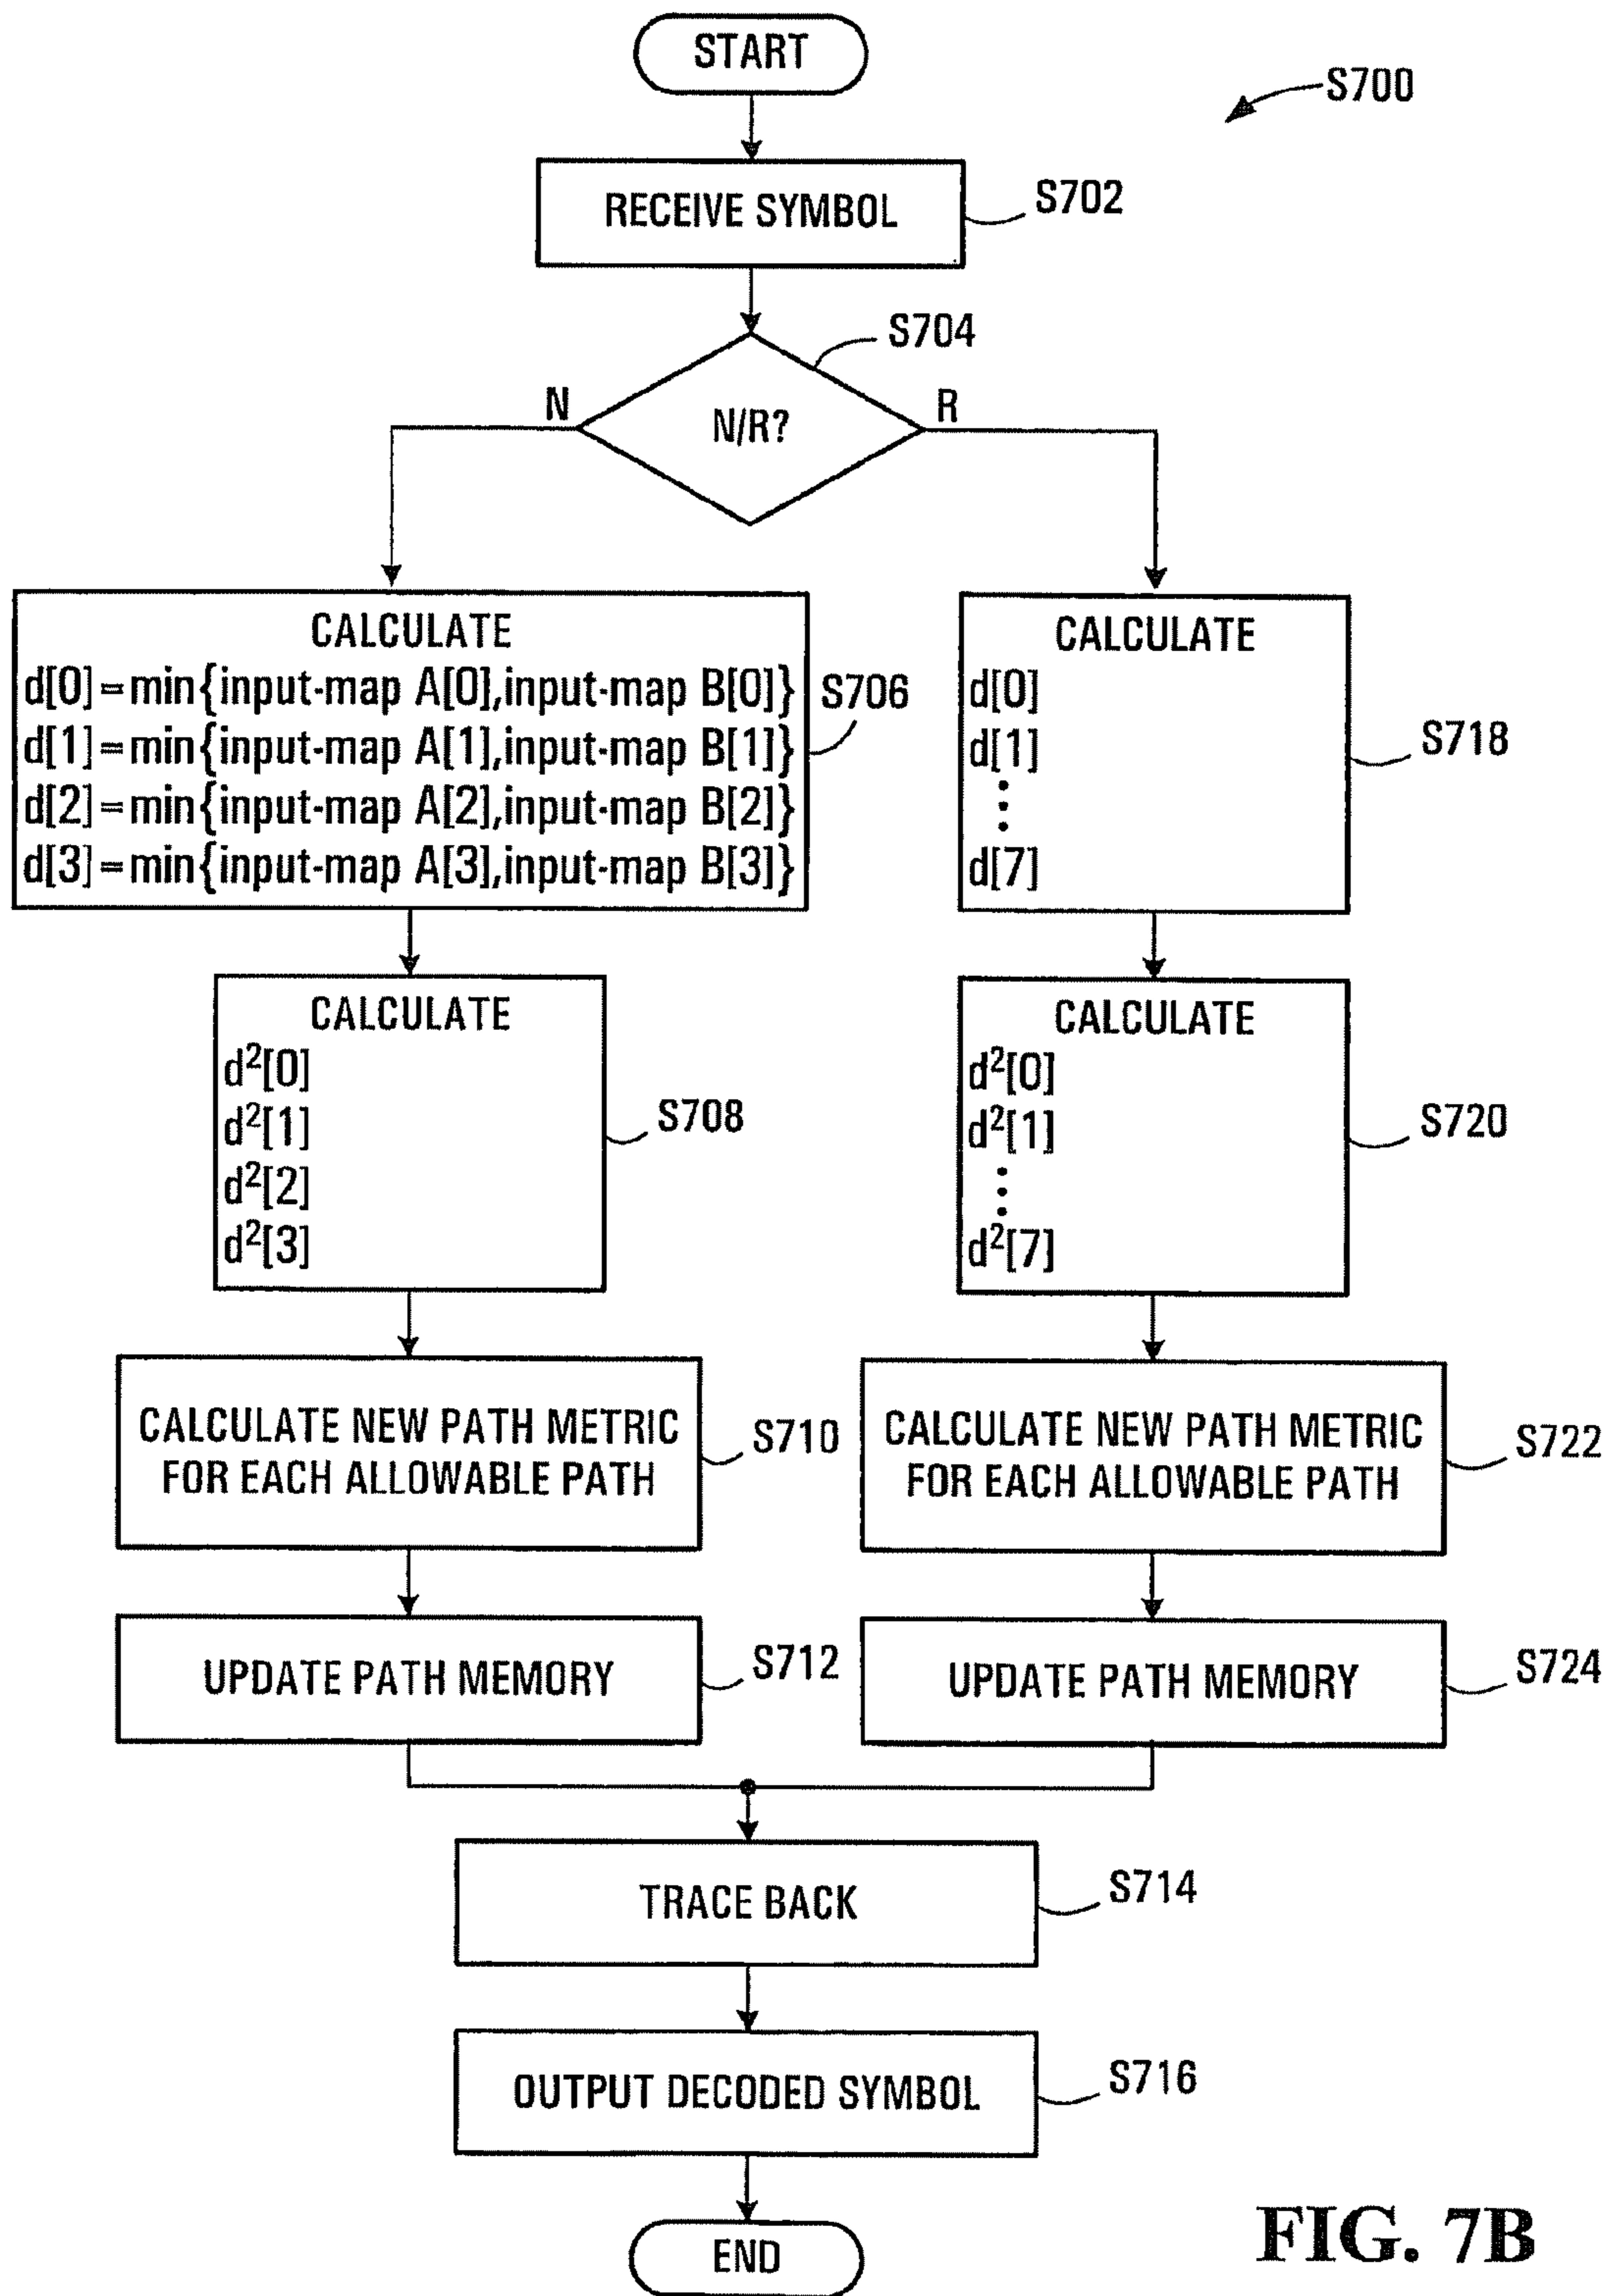 START
S700
RECEIVE SYMBOL
S702
S704
N
N/R?
R
CALCULATE
d[0]=min{input-map A[0],input-map B[0]}
d[1]=min{input-map A[1],input-map B[1]}
d[2]=min{input-map A[2],input-map B[2]}
d[3]=min{input-map A[3],input-map B[3]}
S706
CALCULATE
d[0]
d[1]
⋮
d[7]
S718
CALCULATE
d²[0]
d²[1]
d²[2]
d²[3]
S708
CALCULATE
d²[0]
d²[1]
⋮
d²[7]
S720
CALCULATE NEW PATH METRIC
FOR EACH ALLOWABLE PATH
S710
CALCULATE NEW PATH METRIC
FOR EACH ALLOWABLE PATH
S722
UPDATE PATH MEMORY
S712
UPDATE PATH MEMORY
S724
TRACE BACK
S714
OUTPUT DECODED SYMBOL
S716
END
FIG. 7B